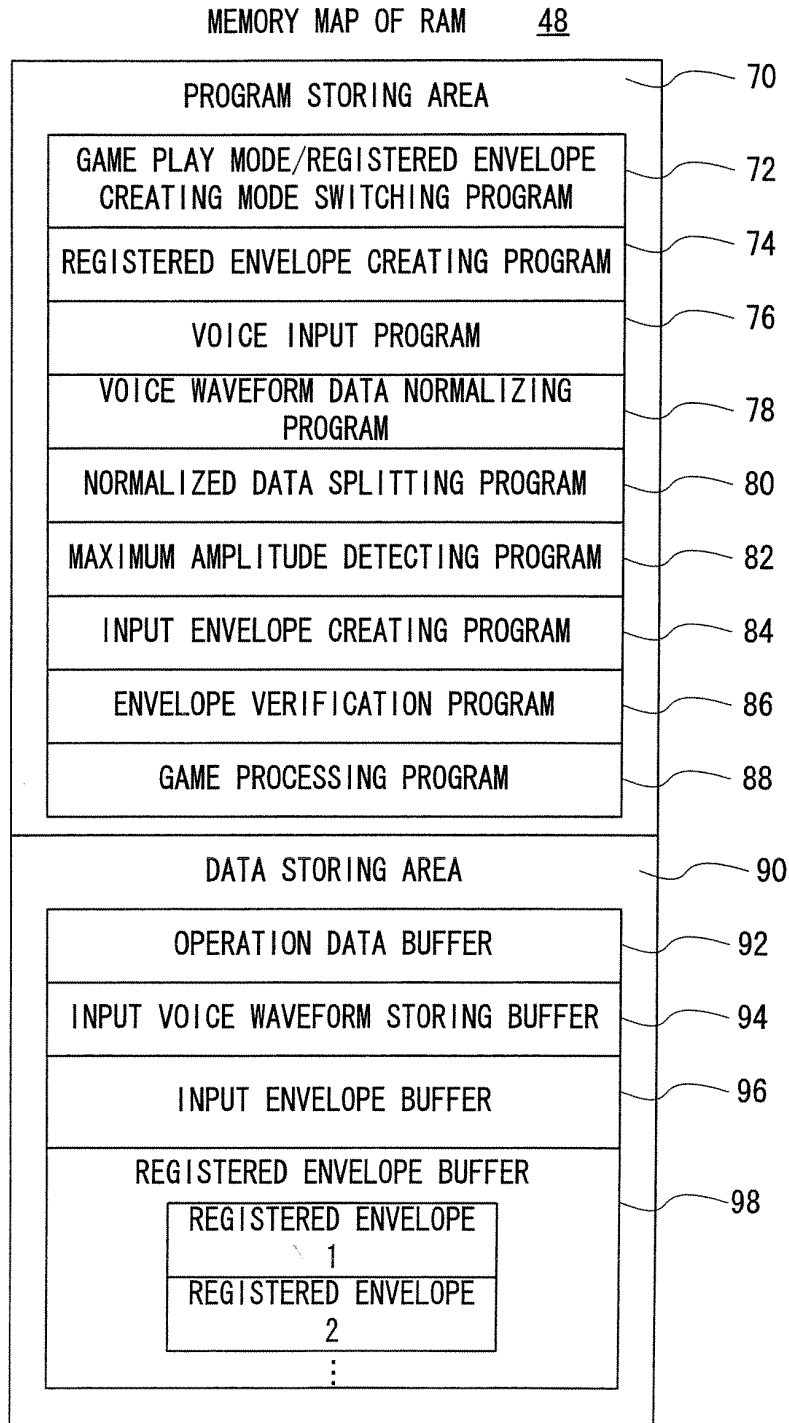 MEMORY MAP OF RAM 48
PROGRAM STORING AREA 70
GAME PLAY MODE/REGISTERED ENVELOPE
CREATING MODE SWITCHING PROGRAM 72
REGISTERED ENVELOPE CREATING PROGRAM 74
VOICE INPUT PROGRAM 76
VOICE WAVEFORM DATA NORMALIZING
PROGRAM 78
NORMALIZED DATA SPLITTING PROGRAM 80
MAXIMUM AMPLITUDE DETECTING PROGRAM 82
INPUT ENVELOPE CREATING PROGRAM 84
ENVELOPE VERIFICATION PROGRAM 86
GAME PROCESSING PROGRAM 88
DATA STORING AREA 90
OPERATION DATA BUFFER 92
INPUT VOICE WAVEFORM STORING BUFFER 94
INPUT ENVELOPE BUFFER 96
REGISTERED ENVELOPE BUFFER 98
REGISTERED ENVELOPE
1
REGISTERED ENVELOPE
2
⋮